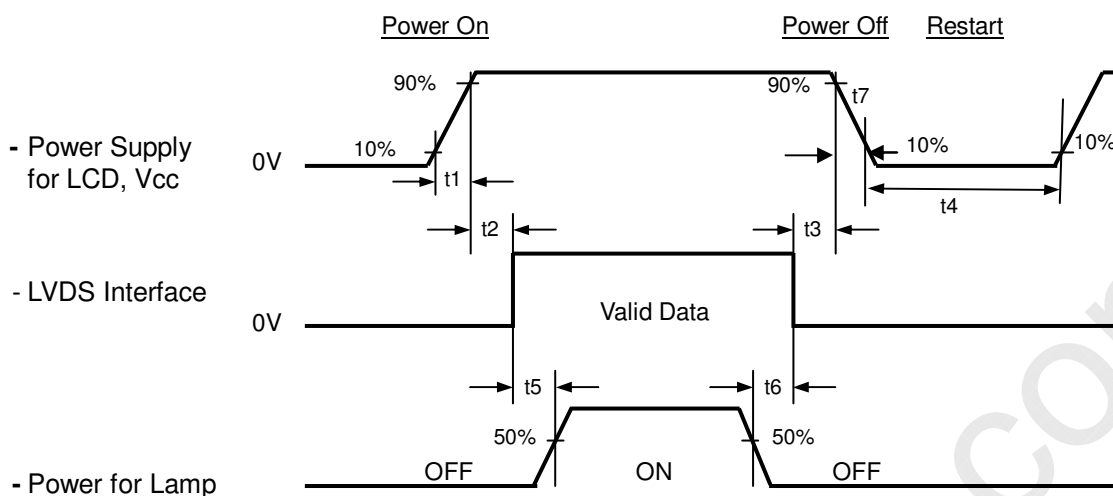 Power On
Power Off
Restart
90%
90%
t7
- Power Supply
for LCD, Vcc
0V
10%
10%
10%
t1
t4
t2
t3
- LVDS Interface
0V
Valid Data
t5
t6
50%
50%
- Power for Lamp
OFF
ON
OFF
com